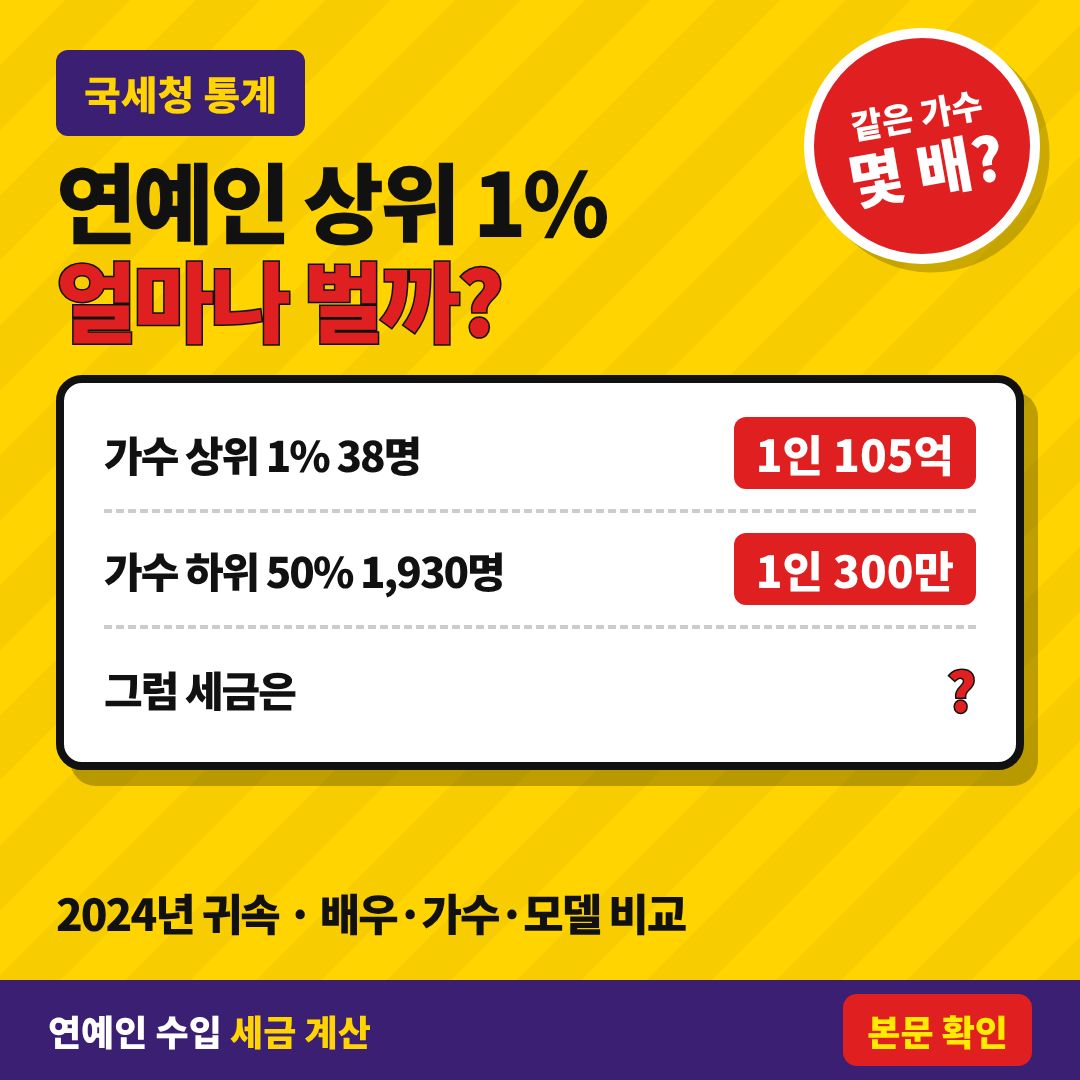 국세청 통계
같은 가수
몇 배?
연예인 상위 1%
얼마나 벌까?
가수 상위 1% 38명 1인 105억
가수 하위 50% 1,930명 1인 300만
그럼 세금은 ?
2024년 귀속 · 배우·가수·모델 비교
연예인 수입 세금 계산 본문 확인